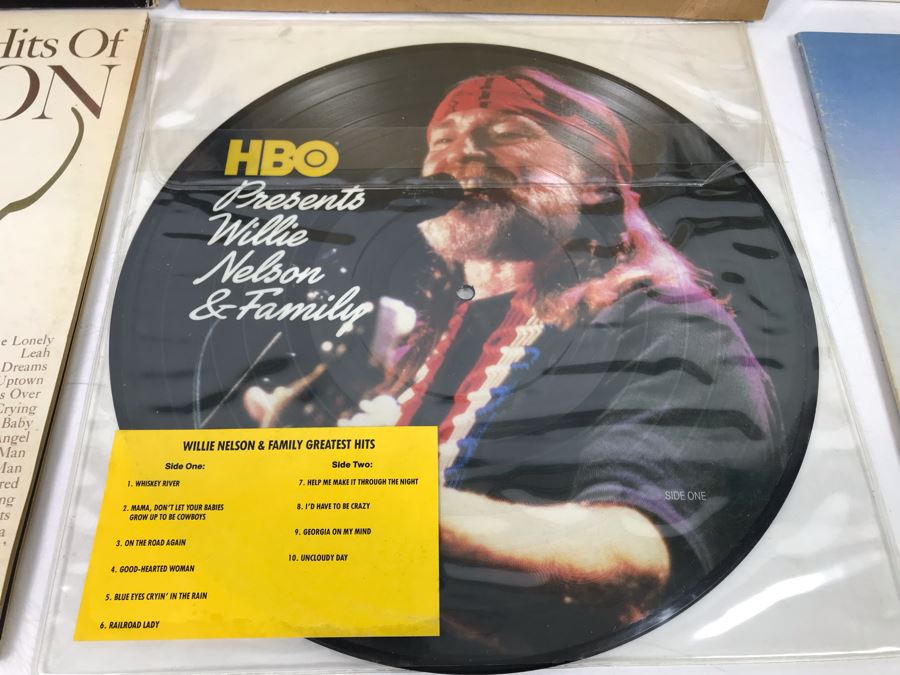 Hits Of
ON
e Lonely
Leah
Dreams
Uptown
s Over
Crying
Baby
Angel
Man
Man
red
ng
ts
a
HBO
Presents
Willie
Nelson
& Family
SIDE ONE
WILLIE NELSON & FAMILY GREATEST HITS
Side One:
1. WHISKEY RIVER
2. MAMA, DON'T LET YOUR BABIES
GROW UP TO BE COWBOYS
3. ON THE ROAD AGAIN
4. GOOD-HEARTED WOMAN
5. BLUE EYES CRYIN' IN THE RAIN
6. RAILROAD LADY
Side Two:
7. HELP ME MAKE IT THROUGH THE NIGHT
8. I'D HAVE TO BE CRAZY
9. GEORGIA ON MY MIND
10. UNCLOUDY DAY